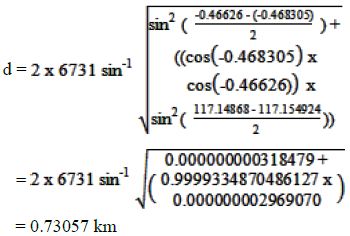 d = 2 x 6731 sin⁻¹ √ sin² ( (-0.46626 - (-0.468305)) / 2 ) +
((cos(-0.468305) x
cos(-0.46626)) x
sin² ( (117.14868 - 117.154924) / 2 ))
= 2 x 6731 sin⁻¹ √ ( 0.000000000318479 +
0.9999334870486127 x
0.000000002969070 )
= 0.73057 km